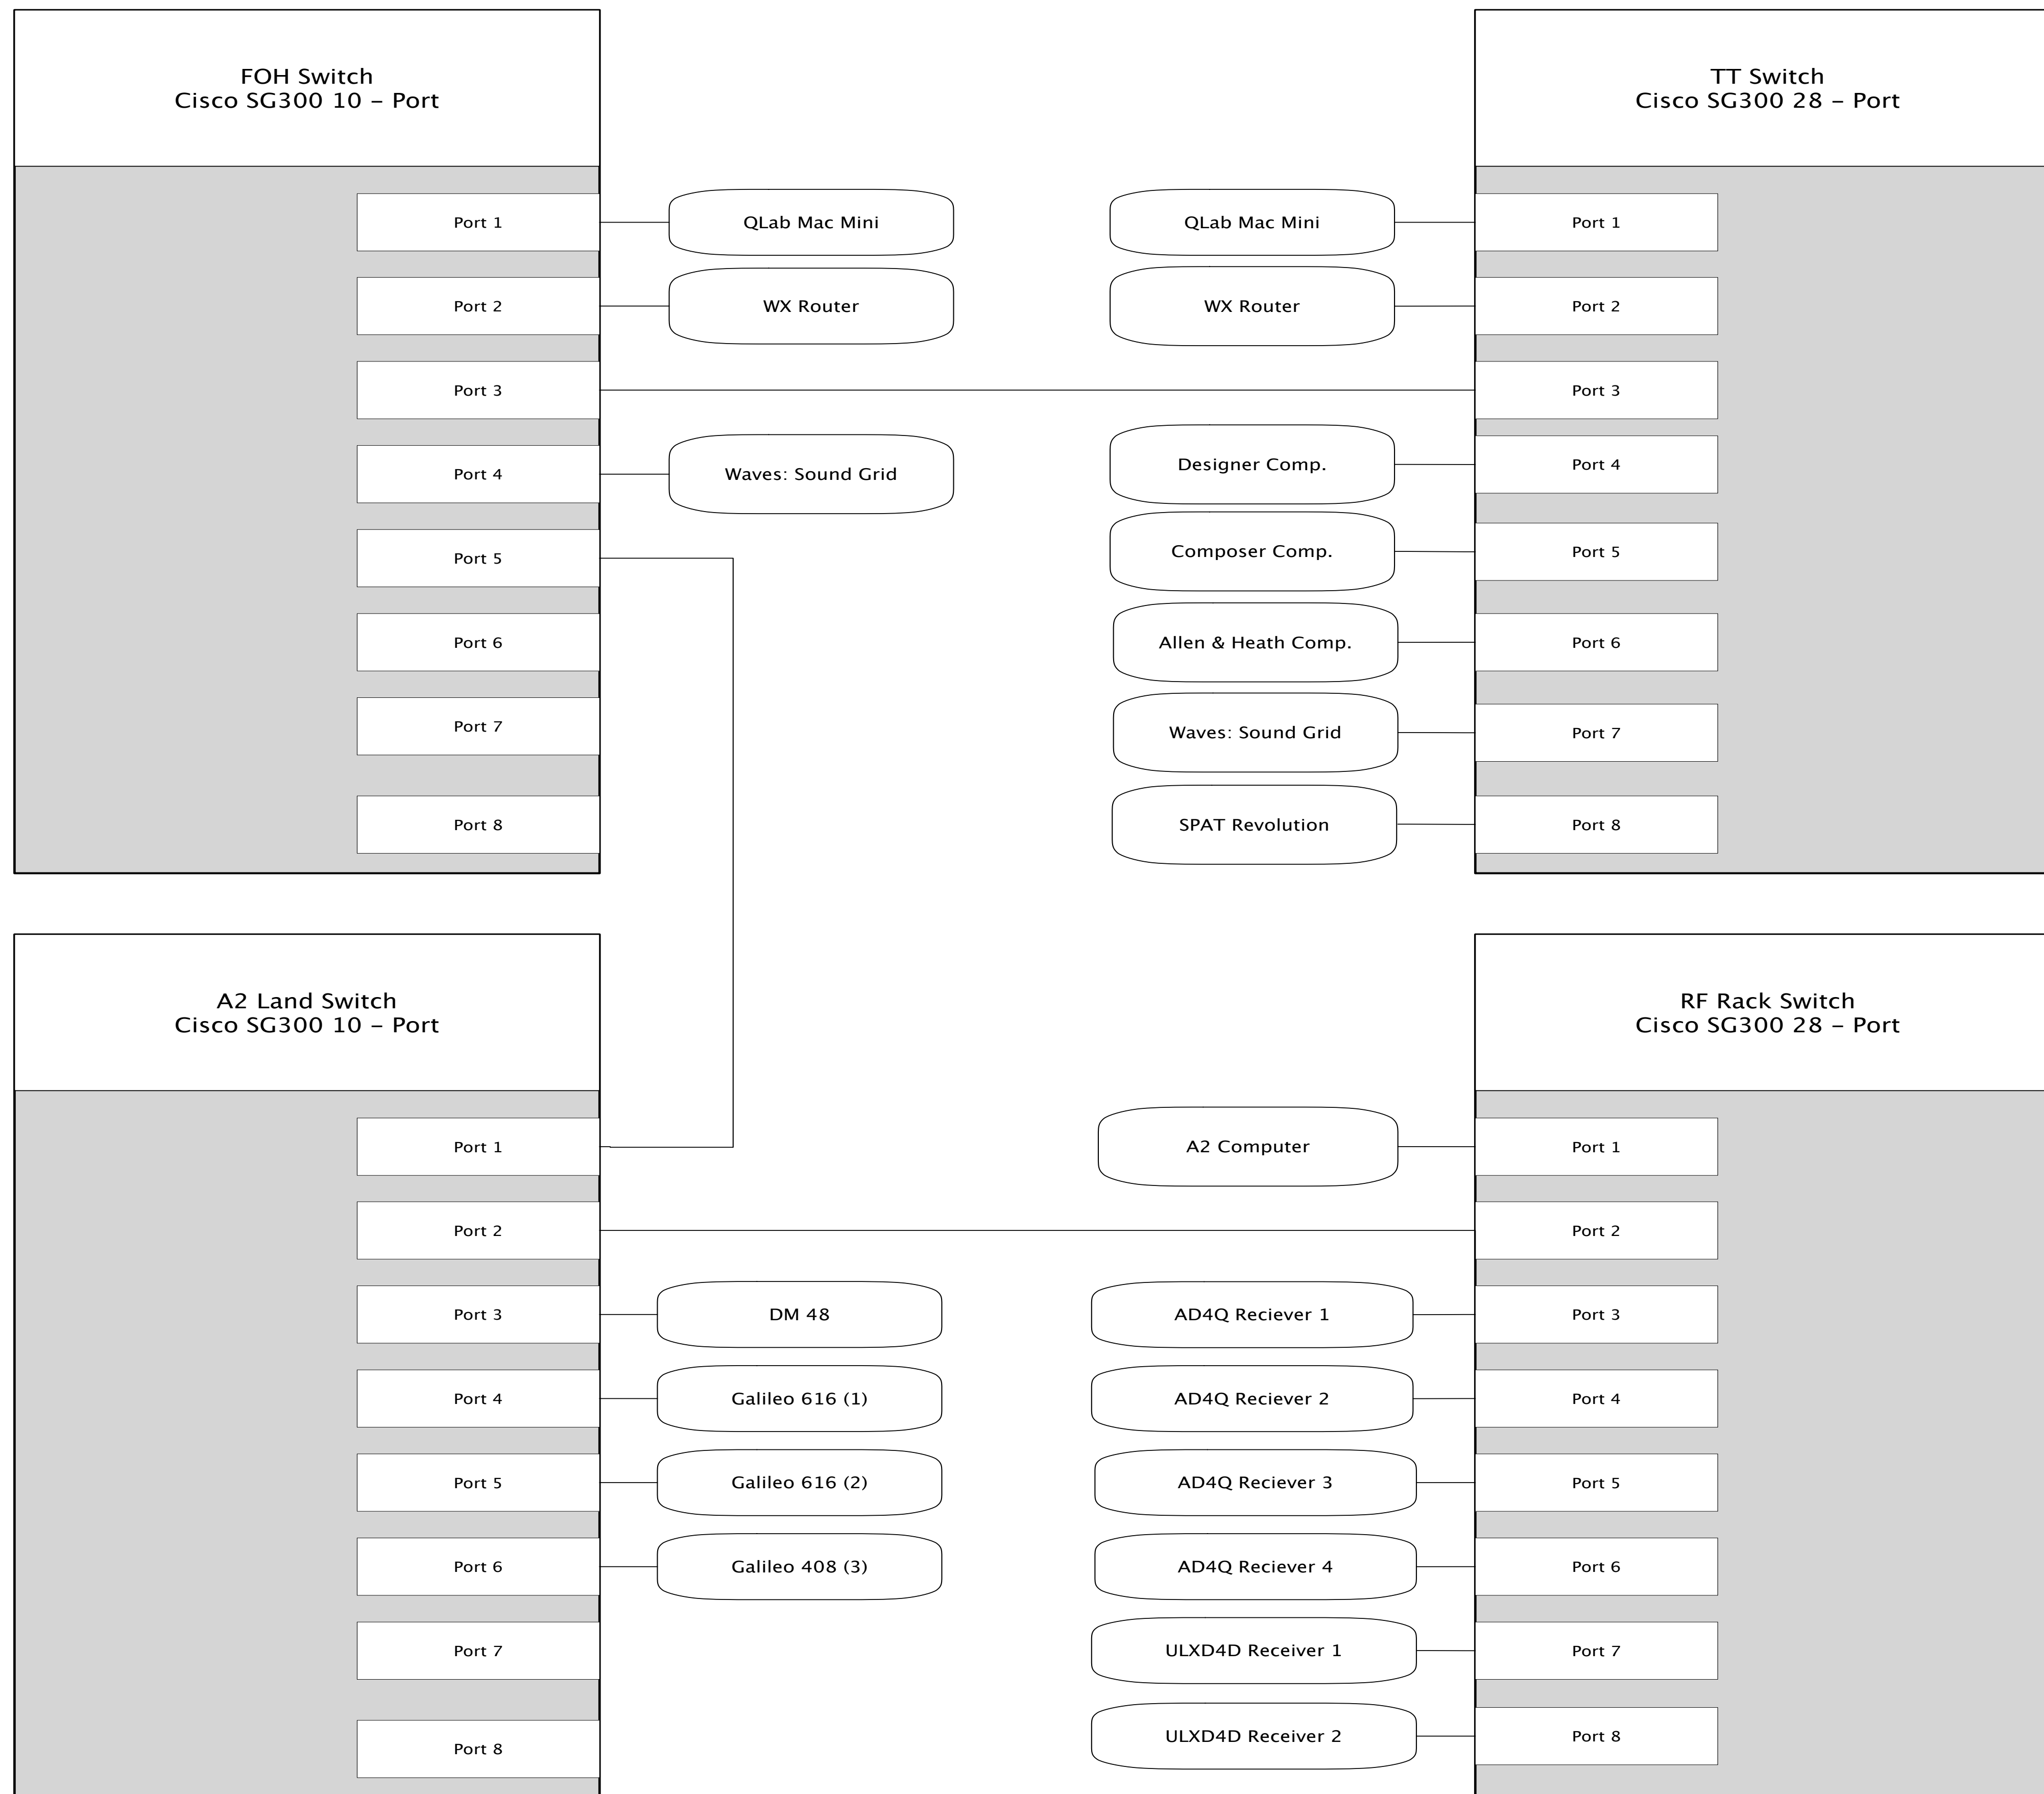 FOH Switch
Cisco SG300 10 – Port
Port 1
QLab Mac Mini
Port 2
WX Router
Port 3
Port 4
Waves: Sound Grid
Port 5
Port 6
Port 7
Port 8
TT Switch
Cisco SG300 28 – Port
QLab Mac Mini
Port 1
WX Router
Port 2
Port 3
Designer Comp.
Port 4
Composer Comp.
Port 5
Allen & Heath Comp.
Port 6
Waves: Sound Grid
Port 7
SPAT Revolution
Port 8
A2 Land Switch
Cisco SG300 10 – Port
Port 1
Port 2
Port 3
DM 48
Port 4
Galileo 616 (1)
Port 5
Galileo 616 (2)
Port 6
Galileo 408 (3)
Port 7
Port 8
RF Rack Switch
Cisco SG300 28 – Port
A2 Computer
Port 1
Port 2
AD4Q Reciever 1
Port 3
AD4Q Reciever 2
Port 4
AD4Q Reciever 3
Port 5
AD4Q Reciever 4
Port 6
ULXD4D Receiver 1
Port 7
ULXD4D Receiver 2
Port 8